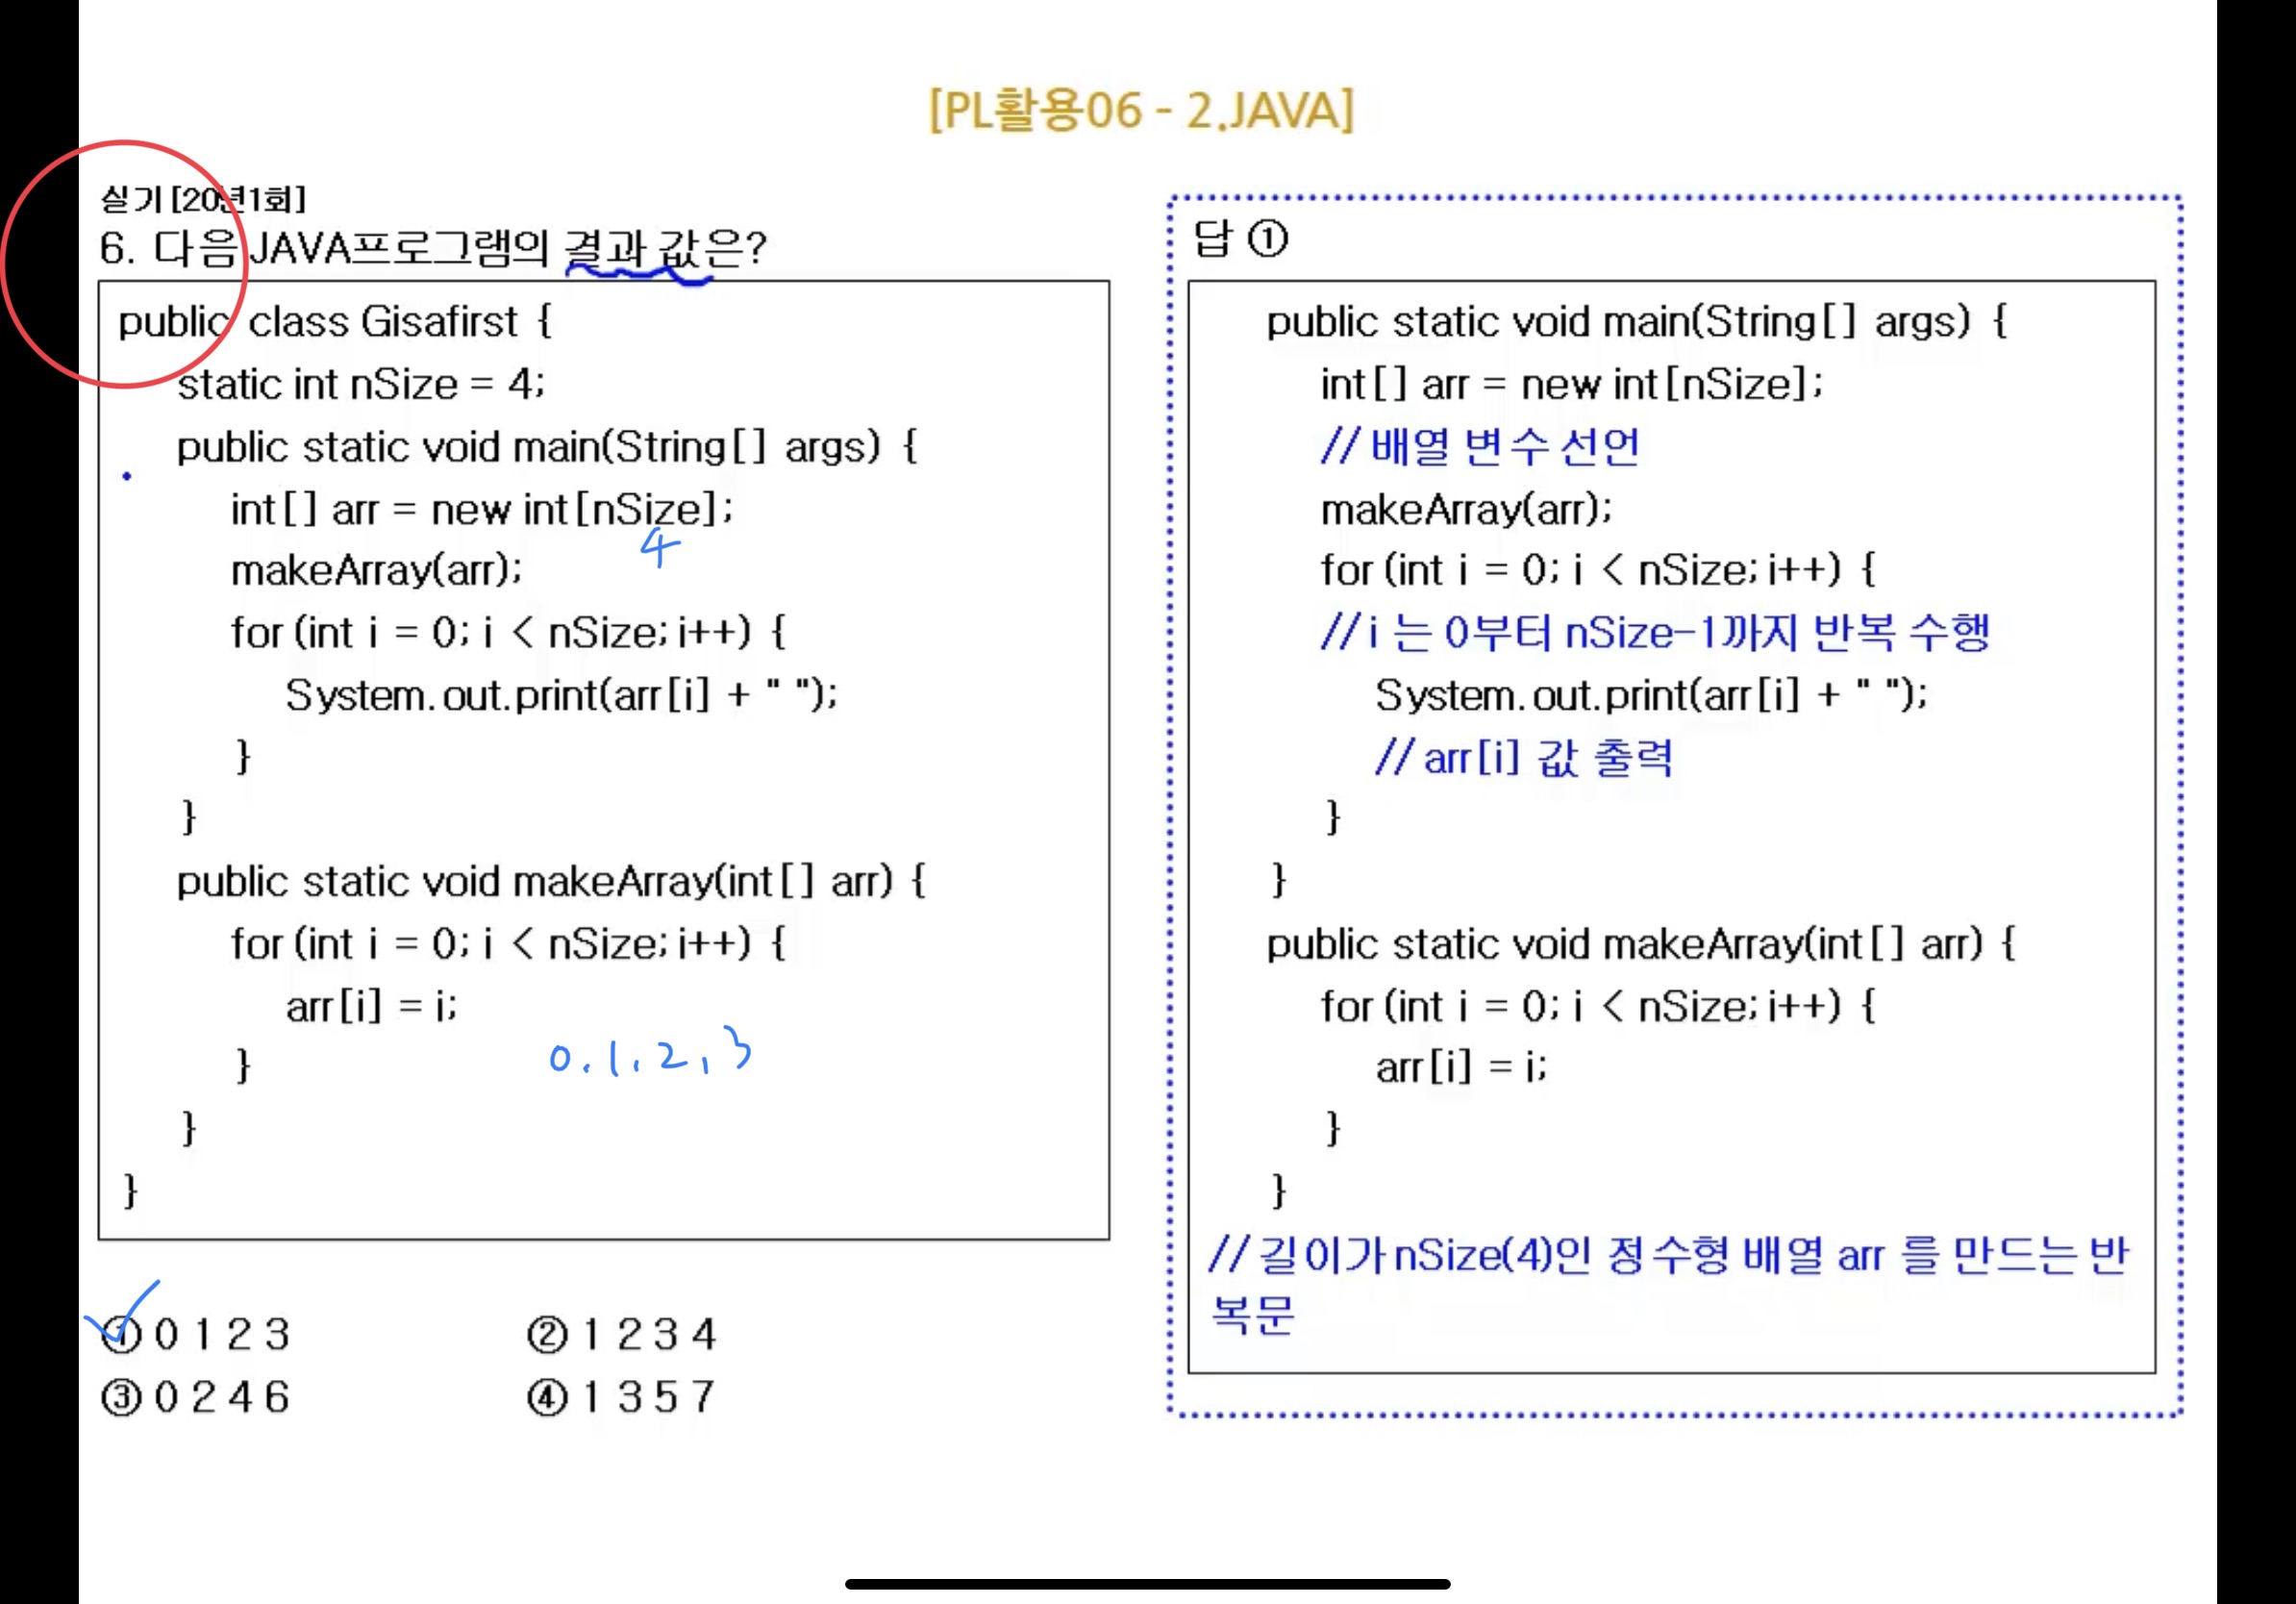 [PL활용06 - 2.JAVA]
실기[20년1회]
6. 다음 JAVA프로그램의 결과 값은?
public class Gisafirst {
static int nSize = 4;
public static void main(String[] args) {
int[] arr = new int[nSize];
4
makeArray(arr);
for (int i = 0; i < nSize; i++) {
System.out.print(arr[i] + " ");
}
}
public static void makeArray(int[] arr) {
for (int i = 0; i < nSize; i++) {
arr[i] = i;
0, 1, 2, 3
}
}
}
① 0 1 2 3
② 1 2 3 4
③ 0 2 4 6
④ 1 3 5 7
답 ①
public static void main(String[] args) {
int[] arr = new int[nSize];
// 배열 변수 선언
makeArray(arr);
for (int i = 0; i < nSize; i++) {
//i 는 0부터 nSize-1까지 반복 수행
System.out.print(arr[i] + " ");
// arr[i] 값 출력
}
}
public static void makeArray(int[] arr) {
for (int i = 0; i < nSize; i++) {
arr[i] = i;
}
}
// 길이가 nSize(4)인 정수형 배열 arr 를 만드는 반
복문